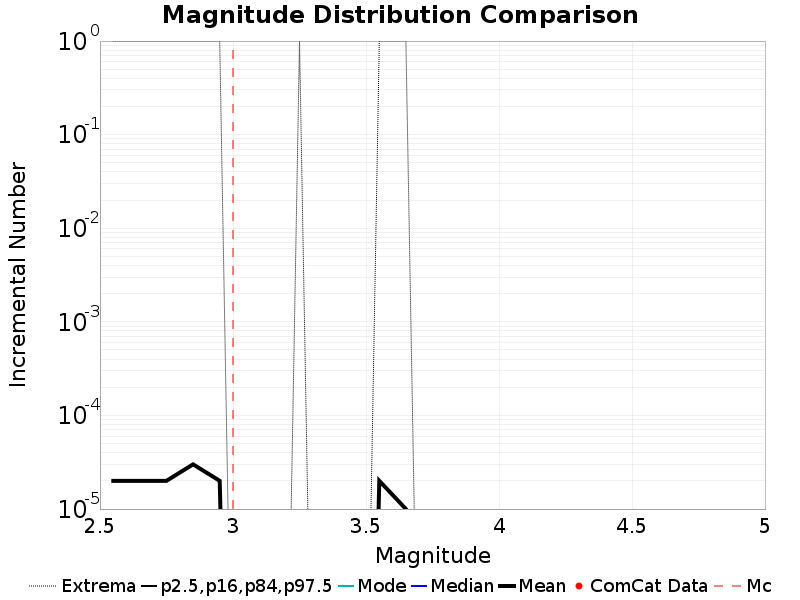 Magnitude Distribution Comparison
10^0
10^-1
10^-2
10^-3
10^-4
10^-5
Incremental Number
2.5 3 3.5 4 4.5 5
Magnitude
Extrema p2.5,p16,p84,p97.5 Mode Median Mean ComCat Data Mc